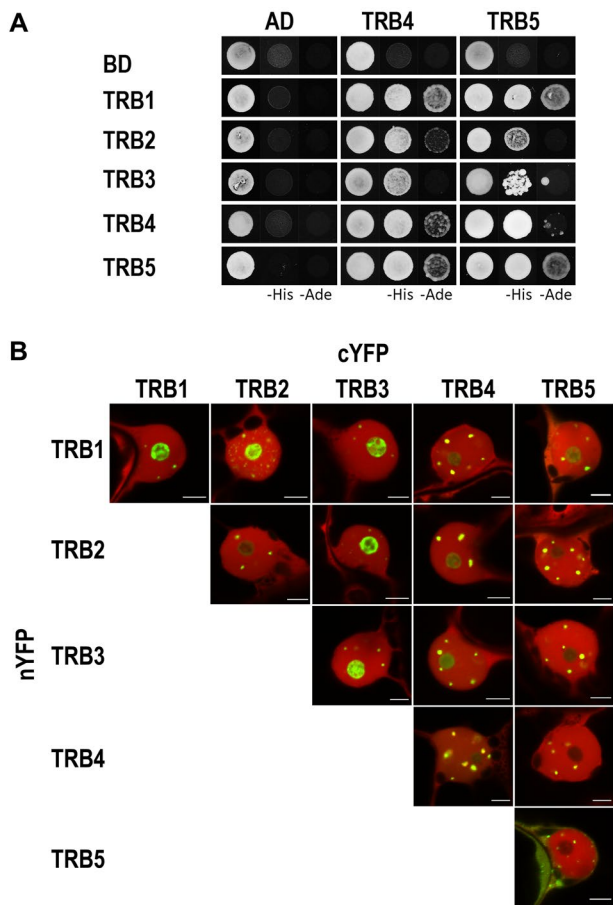 A
AD TRB4 TRB5
BD
TRB1
TRB2
TRB3
TRB4
TRB5
-His -Ade -His -Ade -His -Ade
B
cYFP
TRB1 TRB2 TRB3 TRB4 TRB5
nYFP
TRB1
TRB2
TRB3
TRB4
TRB5